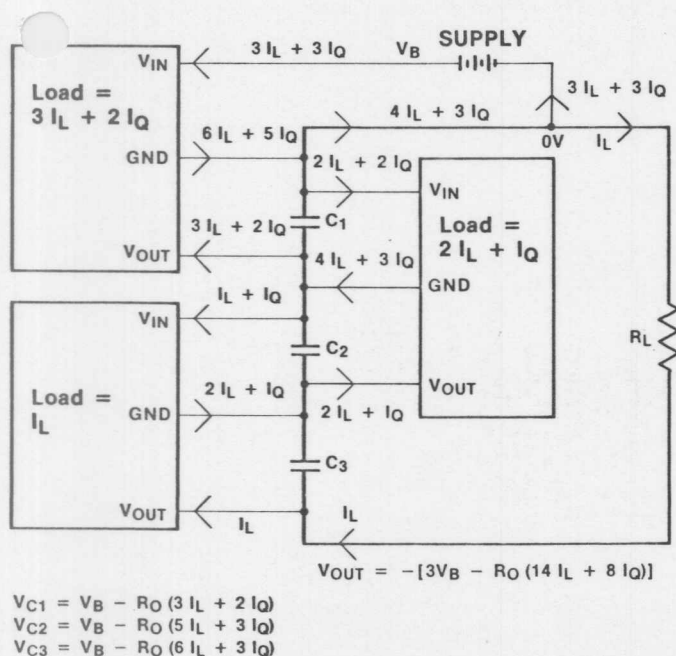 SUPPLY
3 IL + 3 IQ
VB
VIN
Load =
3 IL + 2 IQ
3 IL + 3 IQ
4 IL + 3 IQ
0V
IL
6 IL + 5 IQ
GND
2 IL + 2 IQ
VIN
C1
Load =
2 IL + IQ
3 IL + 2 IQ
VOUT
4 IL + 3 IQ
GND
IL + IQ
VIN
C2
RL
Load =
IL
2 IL + IQ
GND
VOUT
2 IL + IQ
C3
VOUT
IL
IL
VOUT = −[3VB − RO (14 IL + 8 IQ)]
VC1 = VB − RO (3 IL + 2 IQ)
VC2 = VB − RO (5 IL + 3 IQ)
VC3 = VB − RO (6 IL + 3 IQ)